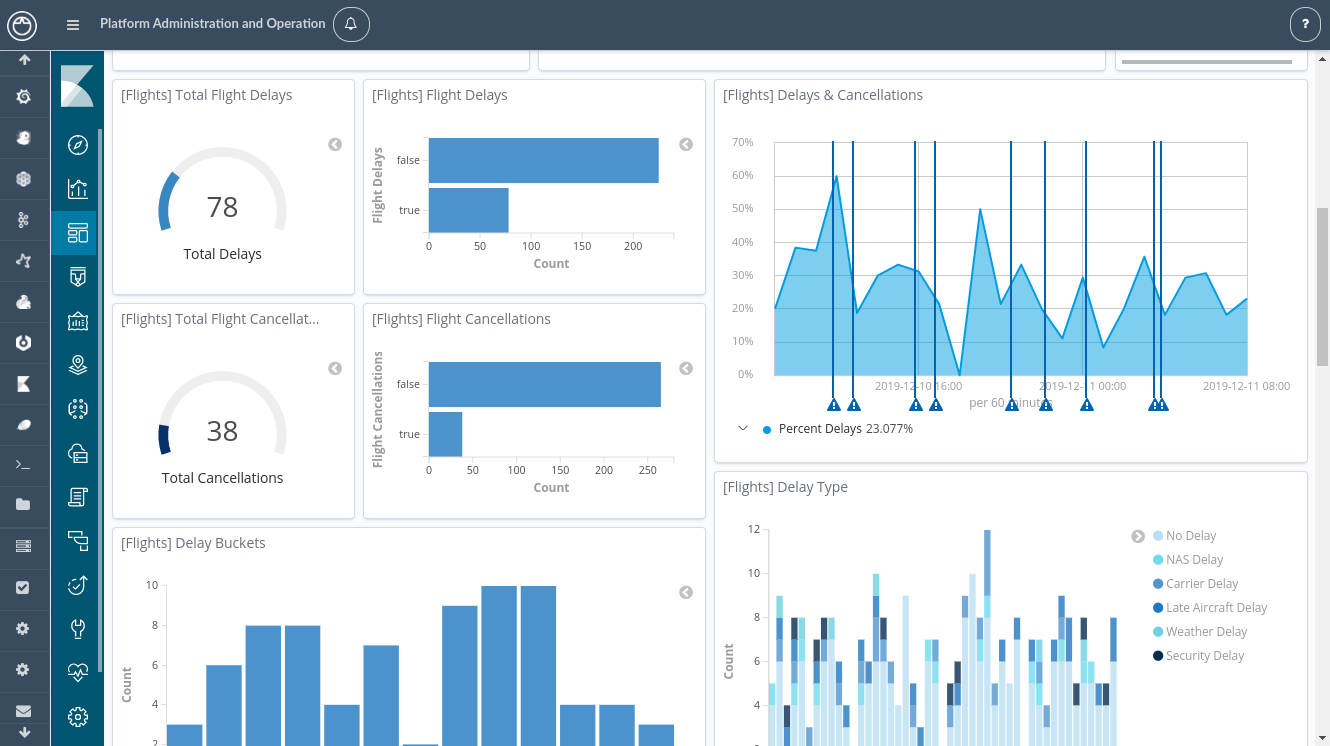 Platform Administration and Operation
?
[Flights] Total Flight Delays
78
Total Delays
[Flights] Flight Delays
Flight Delays
false
true
0 50 100 150 200
Count
[Flights] Delays & Cancellations
70%
60%
50%
40%
30%
20%
10%
0%
2019-12-10 16:00 2019-12-11 00:00 2019-12-11 08:00
per 60 minutes
Percent Delays 23.077%
[Flights] Total Flight Cancellat...
38
Total Cancellations
[Flights] Flight Cancellations
Flight Cancellations
false
true
0 50 100 150 200 250
Count
[Flights] Delay Buckets
Count
10
8
6
4
2
[Flights] Delay Type
Count
12
10
8
6
4
No Delay
NAS Delay
Carrier Delay
Late Aircraft Delay
Weather Delay
Security Delay